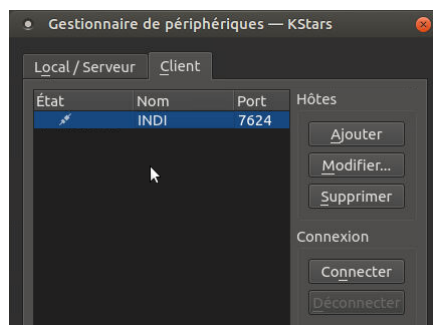 Gestionnaire de périphériques — KStars
Local / Serveur Client
État Nom Port
INDI 7624
Hôtes
Ajouter
Modifier...
Supprimer
Connexion
Connecter
Déconnecter